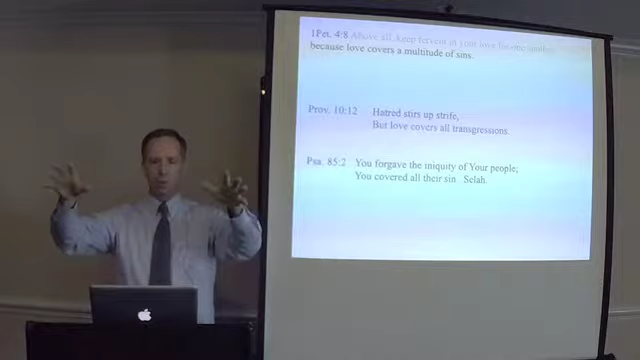 1Pet. 4:8 Above all, keep fervent in your love for one another,
because love covers a multitude of sins.
Prov. 10:12 Hatred stirs up strife,
But love covers all transgressions.
Psa. 85:2 You forgave the iniquity of Your people;
You covered all their sin Selah.